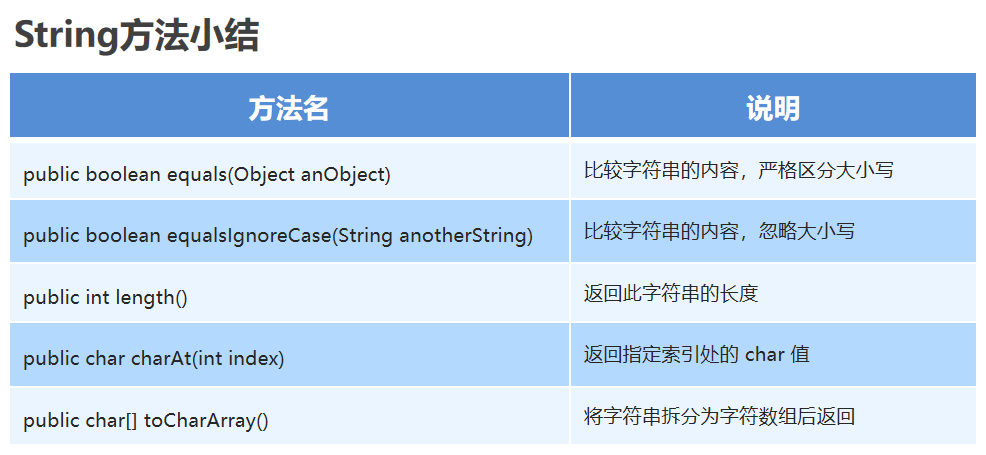 String方法小结
方法名 说明
public boolean equals(Object anObject) 比较字符串的内容，严格区分大小写
public boolean equalsIgnoreCase(String anotherString) 比较字符串的内容，忽略大小写
public int length() 返回此字符串的长度
public char charAt(int index) 返回指定索引处的 char 值
public char[] toCharArray() 将字符串拆分为字符数组后返回